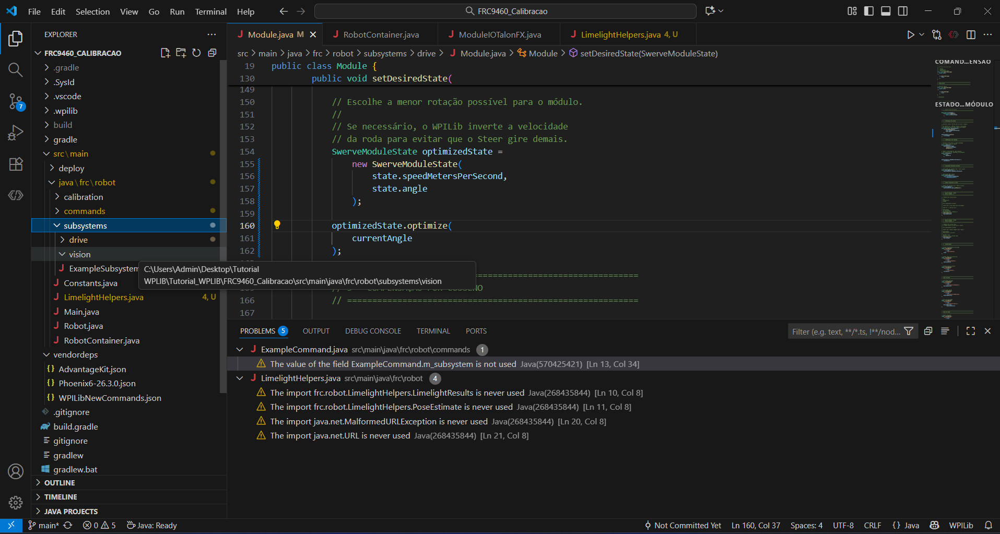 File Edit Selection View Go Run Terminal Help
FRC9460_Calibracao
EXPLORER
FRC9460_CALIBRACAO
.gradle
.SysId
.vscode
.wpilib
build
gradle
src\main
deploy
java\frc\robot
calibration
commands
subsystems
drive
vision
ExampleSubsystem
Constants.java
LimelightHelpers.java 4, U
Main.java
Robot.java
RobotContainer.java
vendordeps
AdvantageKit.json
Phoenix6-26.3.0.json
WPILibNewCommands.json
.gitignore
build.gradle
gitignore
gradlew
gradlew.bat
OUTLINE
TIMELINE
JAVA PROJECTS
7
C:\Users\Admin\Desktop\Tutorial
WPLIB\Tutorial_WPLIB\FRC9460_Calibracao\src\main\java\frc\robot\subsystems\vision
Module.java M
RobotContainer.java
ModuleIOTalonFX.java
LimelightHelpers.java 4, U
src > main > java > frc > robot > subsystems > drive > Module.java > Module > setDesiredState(SwerveModuleState)
19 public class Module {
130 public void setDesiredState(
149
150 // Escolhe a menor rotação possível para o módulo.
151 //
152 // Se necessário, o WPILib inverte a velocidade
153 // da roda para evitar que o Steer gire demais.
154 SwerveModuleState optimizedState =
155 new SwerveModuleState(
156 state.speedMetersPerSecond,
157 state.angle
158 );
159
160 optimizedState.optimize(
161 currentAngle
162 );
166 // ==========================================================
167
COMAND...ENSAO
ESTADO...MÓDULO
PROBLEMS 5 OUTPUT DEBUG CONSOLE TERMINAL PORTS
Filter (e.g. text, **/*.ts, !**/nod...
ExampleCommand.java src\main\java\frc\robot\commands 1
The value of the field ExampleCommand.m_subsystem is not used Java(570425421) [Ln 13, Col 34]
LimelightHelpers.java src\main\java\frc\robot 4
The import frc.robot.LimelightHelpers.LimelightResults is never used Java(268435844) [Ln 10, Col 8]
The import frc.robot.LimelightHelpers.PoseEstimate is never used Java(268435844) [Ln 11, Col 8]
The import java.net.MalformedURLException is never used Java(268435844) [Ln 20, Col 8]
The import java.net.URL is never used Java(268435844) [Ln 21, Col 8]
main* 0 5 Java: Ready
Not Committed Yet Ln 160, Col 37 Spaces: 4 UTF-8 CRLF {} Java WPILib